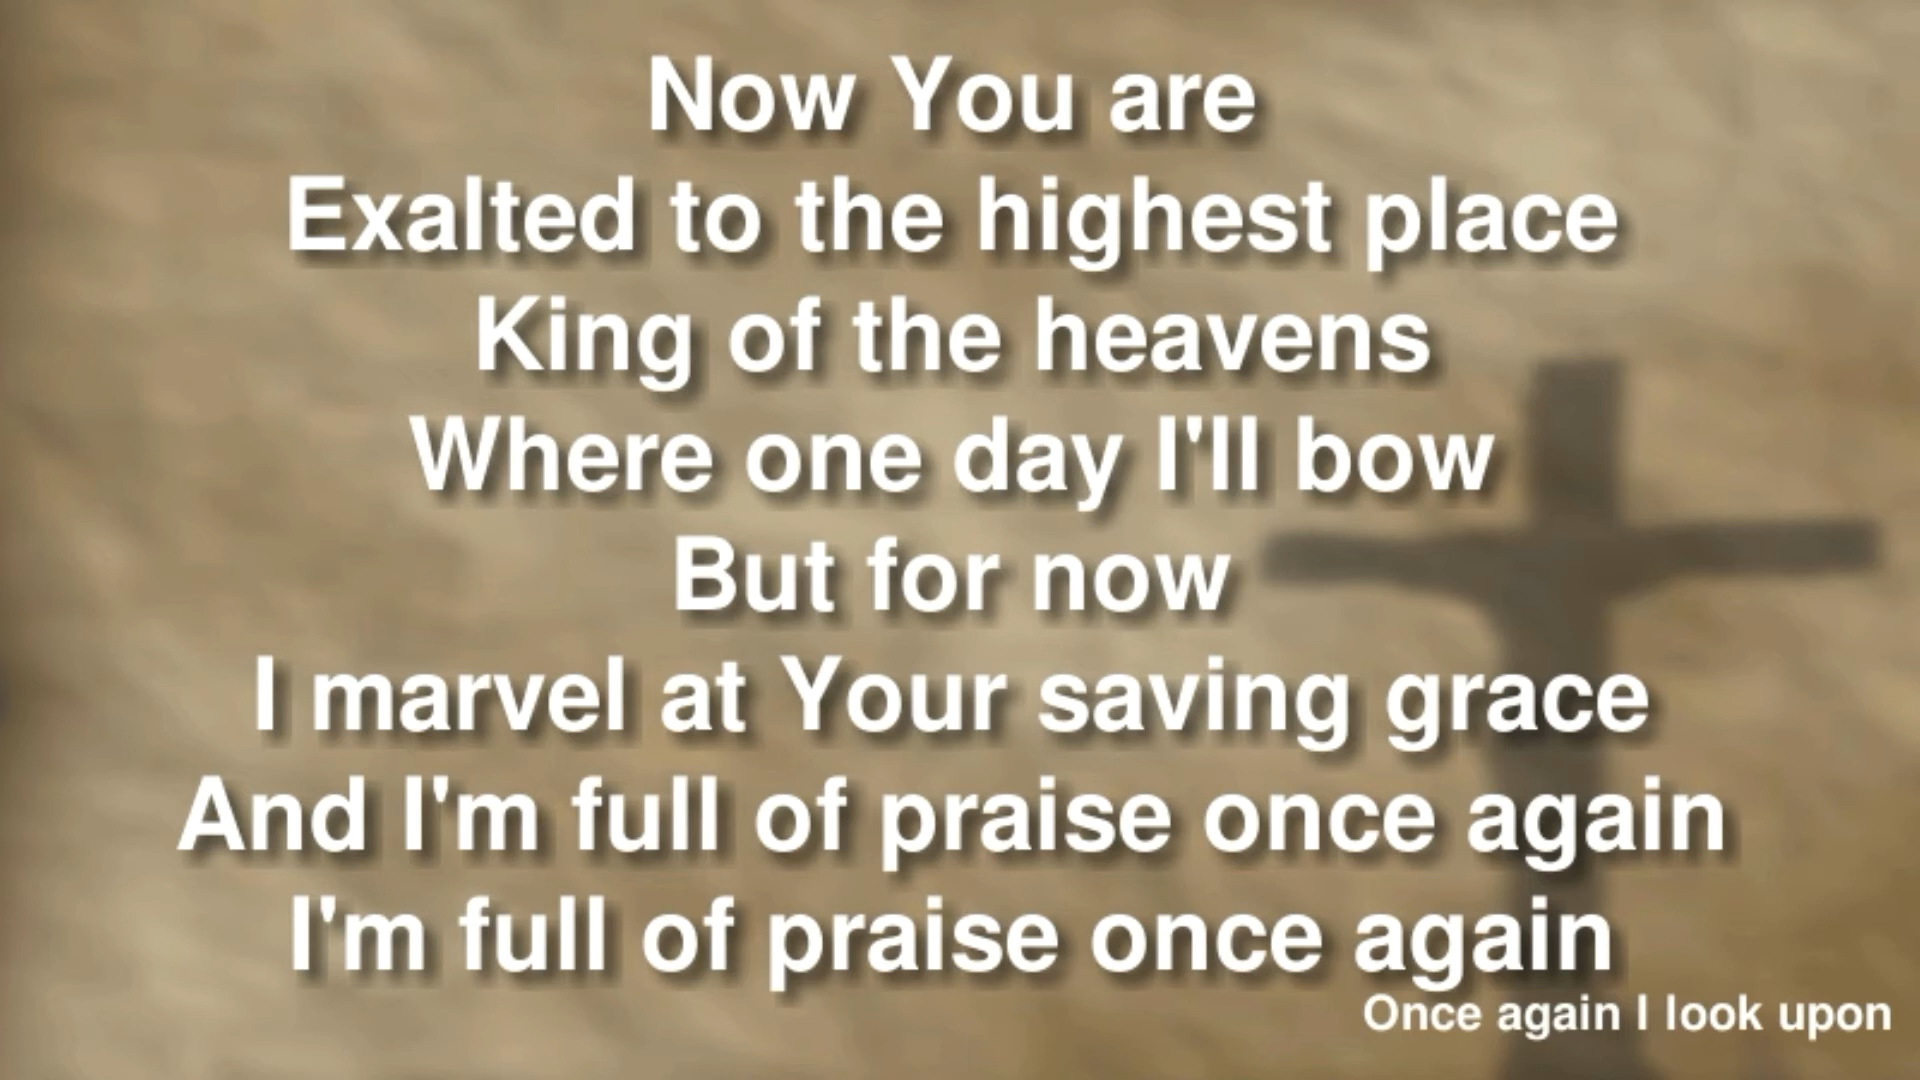 Now You are
Exalted to the highest place
King of the heavens
Where one day I'll bow
But for now
I marvel at Your saving grace
And I'm full of praise once again
I'm full of praise once again
Once again I look upon